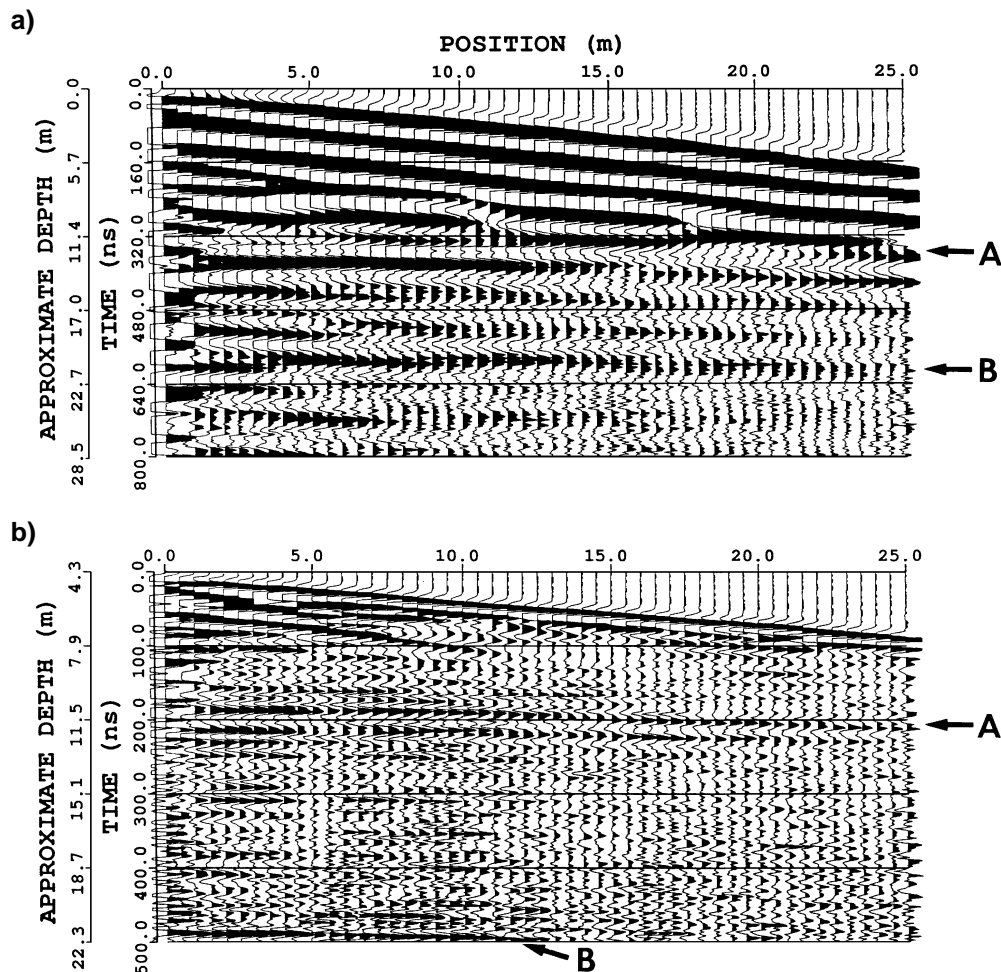 a)
POSITION (m)
0.0 5.0 10.0 15.0 20.0 25.0
APPROXIMATE DEPTH (m)
0.0 5.7 11.4 17.0 22.7 28.5
TIME (ns)
0.0 160.0 320.0 480.0 640.0 800.0
A
B
b)
0.0 5.0 10.0 15.0 20.0 25.0
APPROXIMATE DEPTH (m)
4.3 7.9 11.5 15.1 18.7 22.3
TIME (ns)
0.0 100.0 200.0 300.0 400.0 500.0
A
B